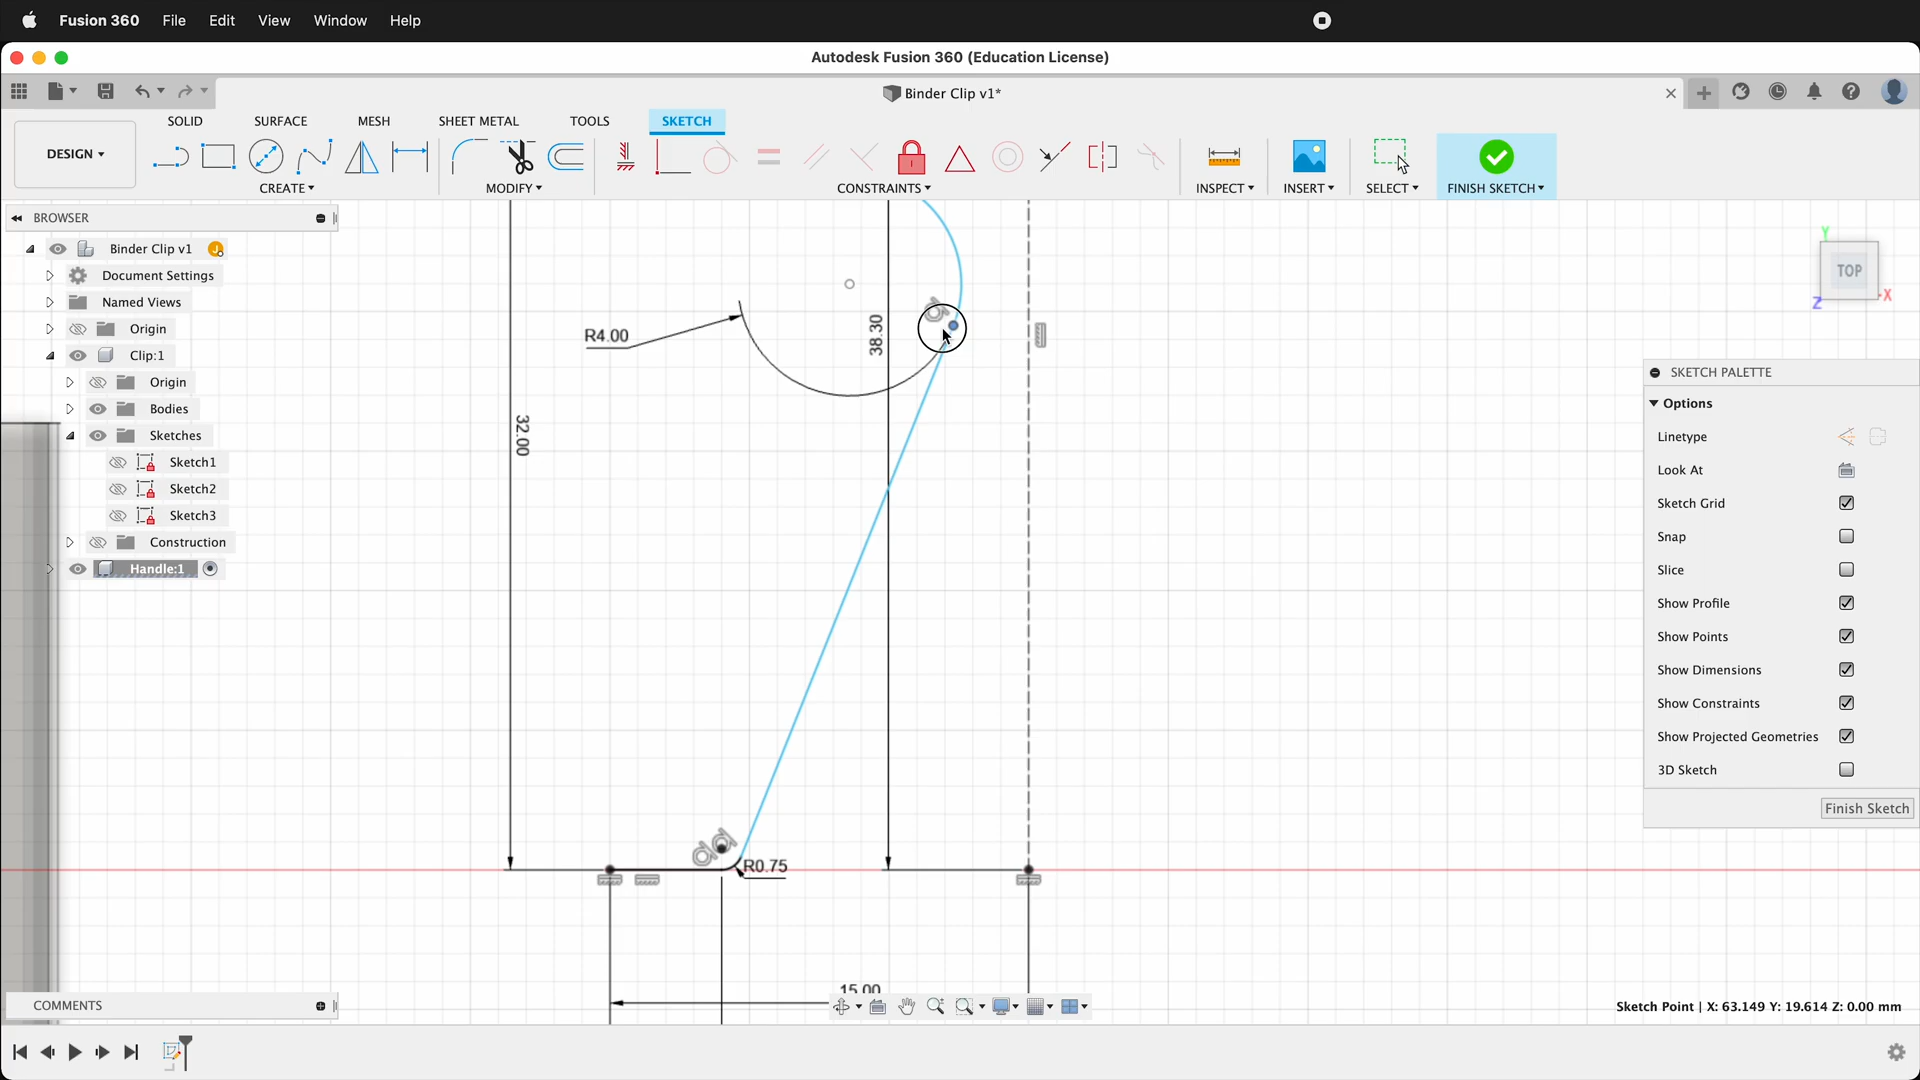 Fusion 360 File Edit View Window Help
Autodesk Fusion 360 (Education License)
Binder Clip v1*
SOLID SURFACE MESH SHEET METAL TOOLS SKETCH
DESIGN
CREATE MODIFY CONSTRAINTS INSPECT INSERT SELECT FINISH SKETCH
BROWSER
Binder Clip v1
Document Settings
Named Views
Origin
Clip:1
Origin
Bodies
Sketches
Sketch1
Sketch2
Sketch3
Construction
Handle:1
R4.00
38.30
32.00
R0.75
15.00
Y
TOP
X
Z
SKETCH PALETTE
Options
Linetype
Look At
Sketch Grid
Snap
Slice
Show Profile
Show Points
Show Dimensions
Show Constraints
Show Projected Geometries
3D Sketch
Finish Sketch
COMMENTS
Sketch Point | X: 63.149 Y: 19.614 Z: 0.00 mm